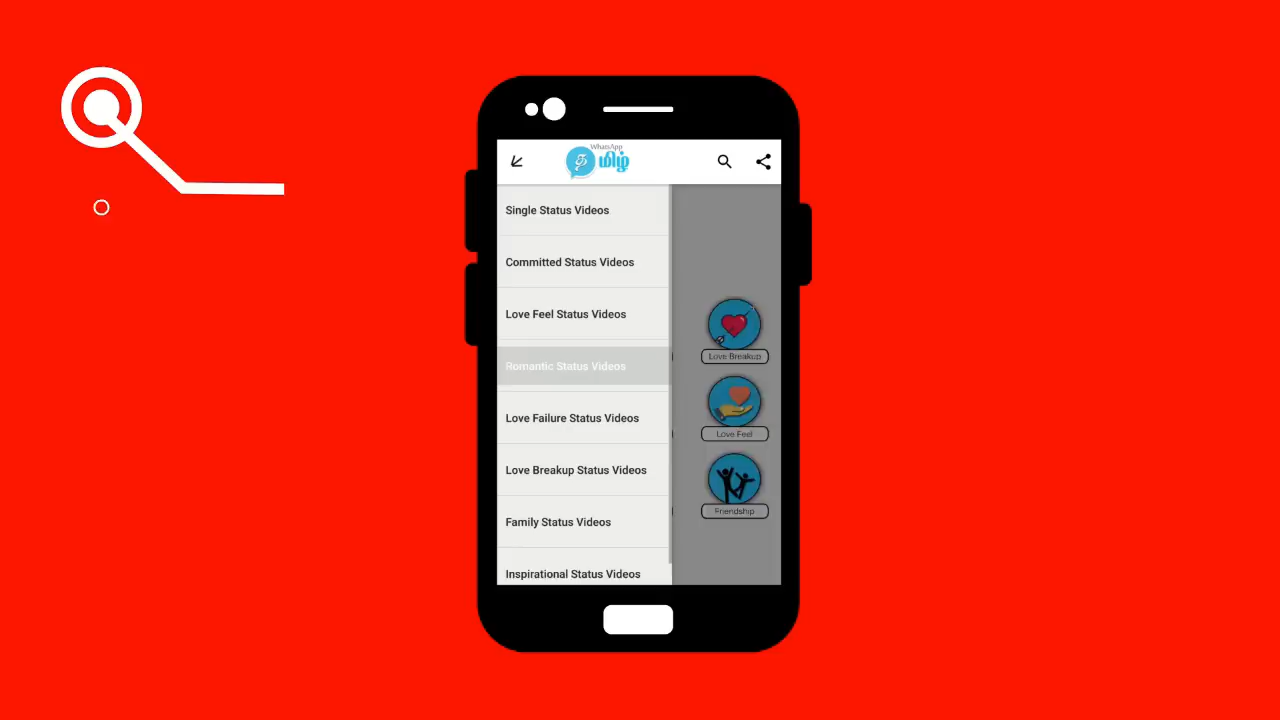 WhatsApp
தமிழ்
Single Status Videos
Committed Status Videos
Love Feel Status Videos
Romantic Status Videos
Love Failure Status Videos
Love Breakup Status Videos
Family Status Videos
Inspirational Status Videos
Love Breakup
Love Feel
Friendship